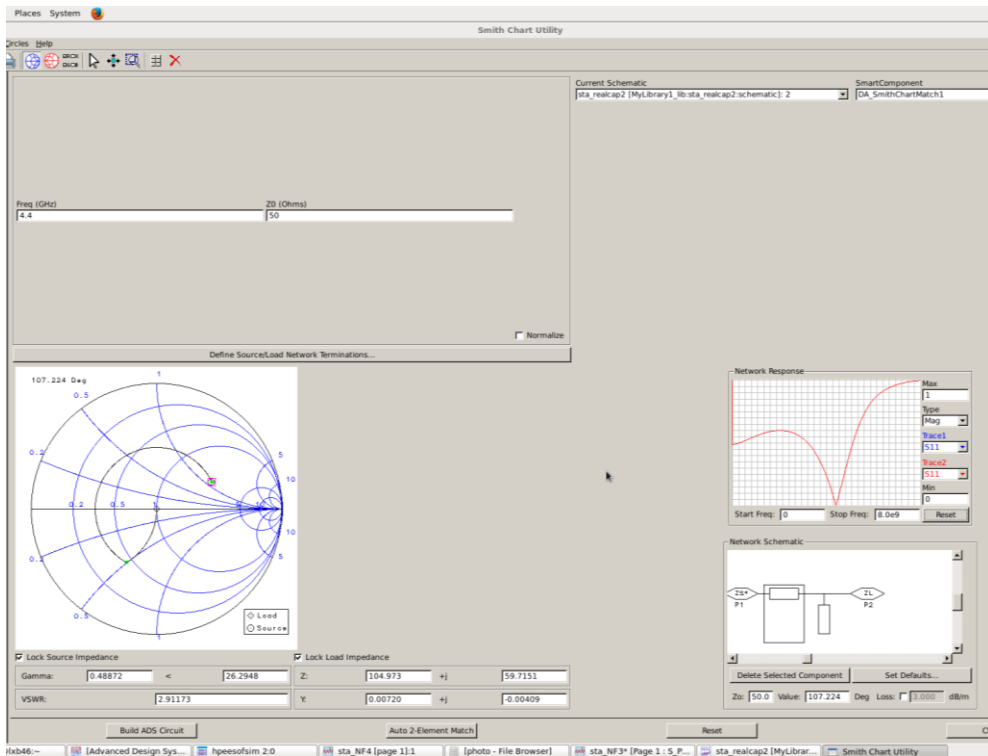 Places System
Smith Chart Utility
Circles Help
Current Schematic
SmartComponent
sta_realcap2 [MyLibrary1_lib:sta_realcap2:schematic]: 2
DA_SmithChartMatch1
Freq (GHz)
Z0 (Ohms)
4.4
50
Normalize
Define Source/Load Network Terminations...
107.224 Deg
1
0.5
0.2
5
10
0.2 0.5 1
5
0.5
1
Load
Source
Network Response
Max
1
Type
Mag
Trace1
S11
Trace2
S11
Min
0
Start Freq: 0 Stop Freq: 8.0e9 Reset
Network Schematic
ZS* ZL
P1 P2
Delete Selected Component Set Defaults...
Zo: 50.0 Value: 107.224 Deg Loss: 3.000 dB/m
Lock Source Impedance Lock Load Impedance
Gamma: 0.48872 < 26.2948 Z: 104.973 +j 59.7151
VSWR: 2.91173 Y: 0.00720 +j -0.00409
Build ADS Circuit Auto 2-Element Match Reset
[Advanced Design Sys... hpeesofsim 2:0 sta_NF4 [page 1]:1 [photo - File Browser] sta_NF3* [Page 1 : S_P... sta_realcap2 [MyLibrar... Smith Chart Utility